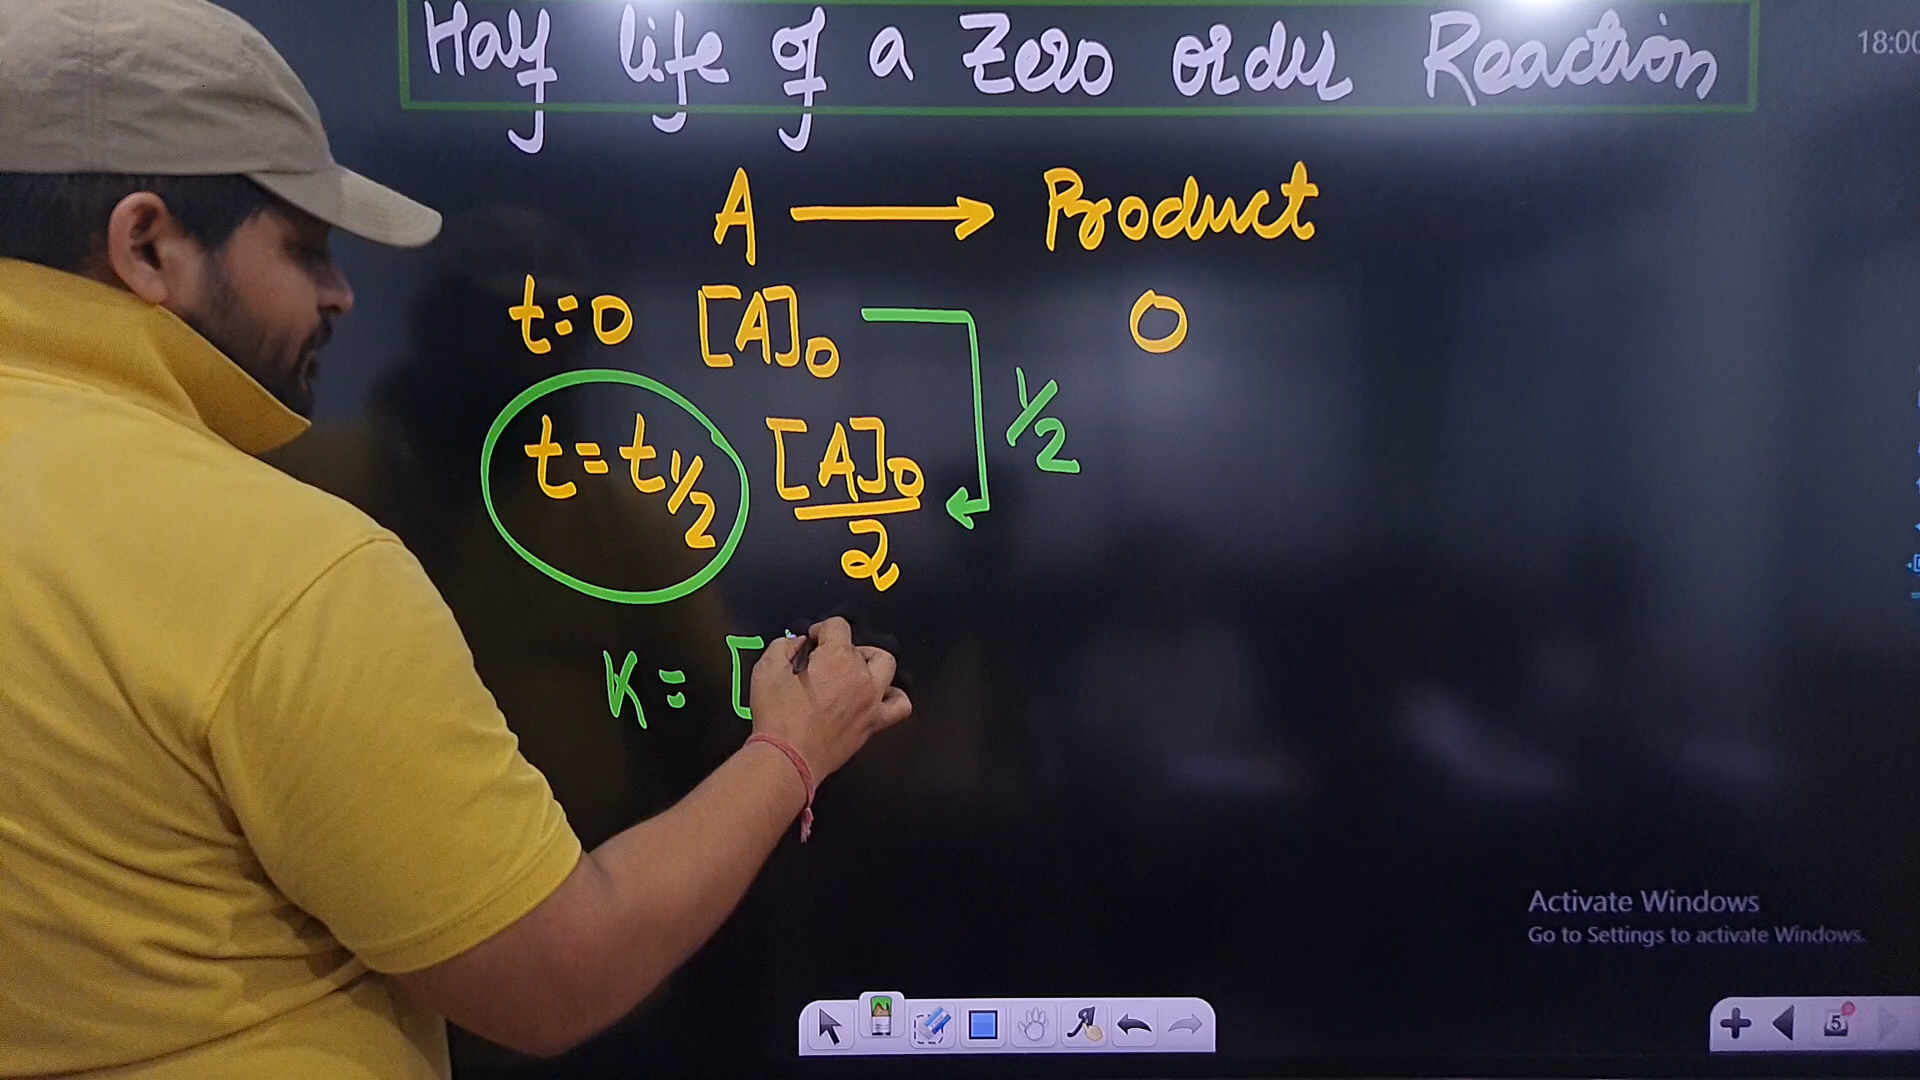 Half life of a Zero order Reaction
18:00
A → Product
t=0 [A]₀ 0
1/2
t=t1/2 [A]₀/2
K= [
Activate Windows
Go to Settings to activate Windows.
5